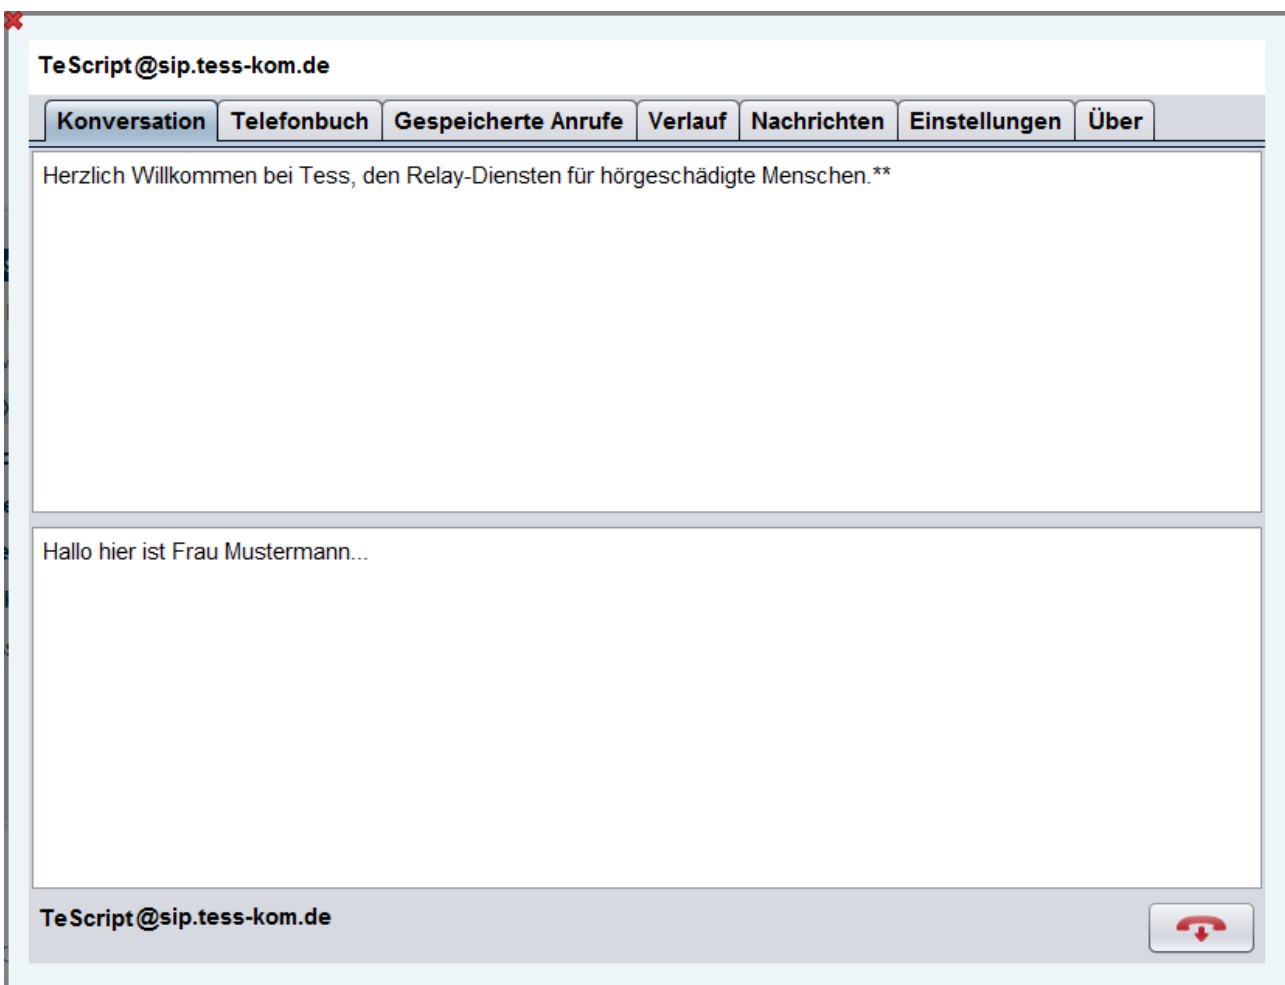 TeScript@sip.tess-kom.de
Konversation Telefonbuch Gespeicherte Anrufe Verlauf Nachrichten Einstellungen Über
Herzlich Willkommen bei Tess, den Relay-Diensten für hörgeschädigte Menschen.**
Hallo hier ist Frau Mustermann...
TeScript@sip.tess-kom.de